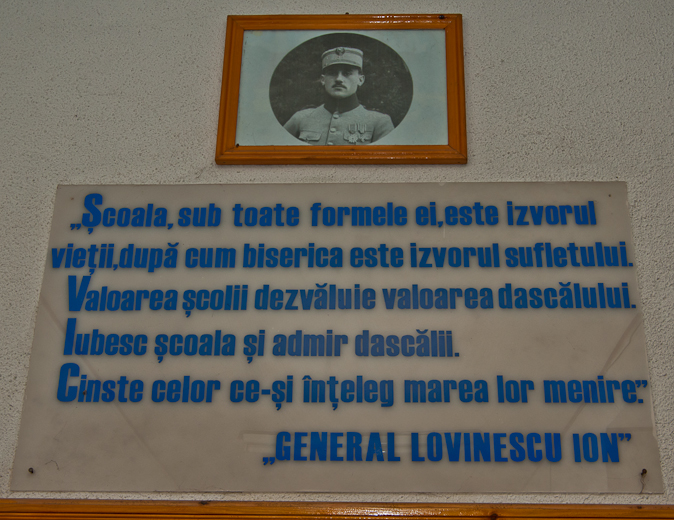 „Școala, sub toate formele ei,este izvorul
vieții,după cum biserica este izvorul sufletului.
Valoarea școlii dezvăluie valoarea dascălului.
Iubesc școala și admir dascălii.
Cinste celor ce-și înțeleg marea lor menire."
„GENERAL LOVINESCU ION”